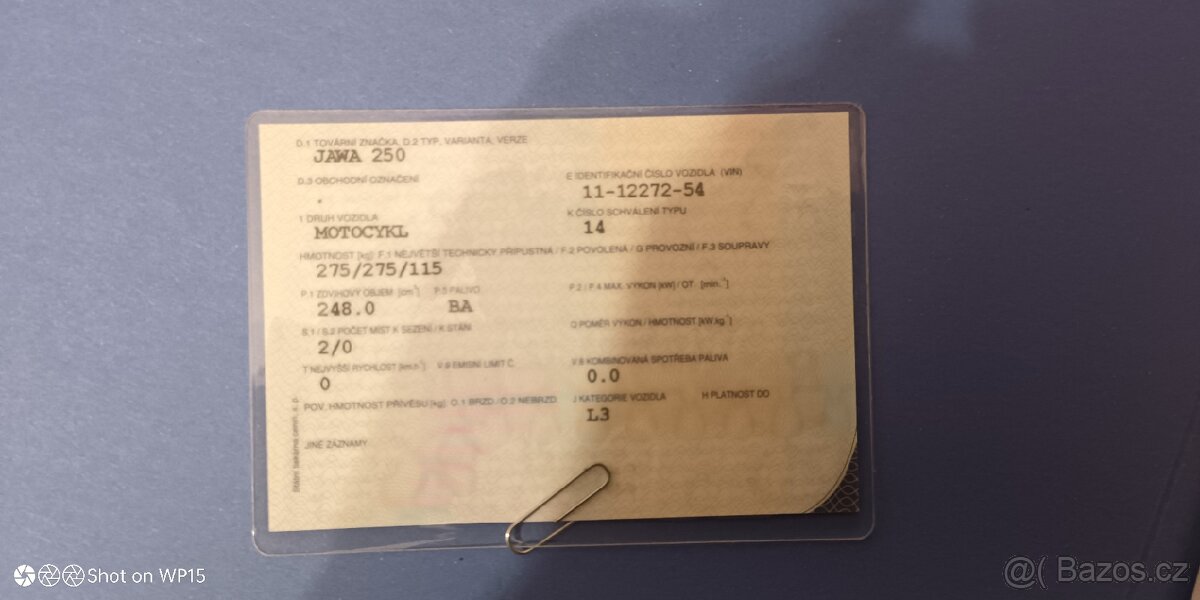 D.1 TOVÁRNÍ ZNAČKA, D.2 TYP, VARIANTA, VERZE
JAWA 250
D.3 OBCHODNÍ OZNAČENÍ
.
E IDENTIFIKAČNÍ ČÍSLO VOZIDLA (VIN)
11-12272-54
1 DRUH VOZIDLA
MOTOCYKL
K ČÍSLO SCHVÁLENÍ TYPU
14
HMOTNOST [kg] F.1 NEJVĚTŠÍ TECHNICKY PŘÍPUSTNÁ / F.2 POVOLENÁ / G PROVOZNÍ / F.3 SOUPRAVY
275/275/115
P.1 ZDVIHOVÝ OBJEM [cm³] P.3 PALIVO
248.0 BA
P.2 / P.4 MAX. VÝKON [kW] / OT. [min.⁻¹]
S.1 / S.2 POČET MÍST K SEZENÍ / K STÁNÍ
2/0
Q POMĚR VÝKON / HMOTNOST [kW.kg⁻¹]
T NEJVYŠŠÍ RYCHLOST [km.h⁻¹] V.9 EMISNÍ LIMIT Č.
0
V.8 KOMBINOVANÁ SPOTŘEBA PALIVA
0.0
POV. HMOTNOST PŘÍVĚSU [kg] O.1 BRZD. / O.2 NEBRZD.
J KATEGORIE VOZIDLA H PLATNOST DO
L3
JINÉ ZÁZNAMY
Státní tiskárna cenin, s. p.
Shot on WP15
@( Bazos.cz